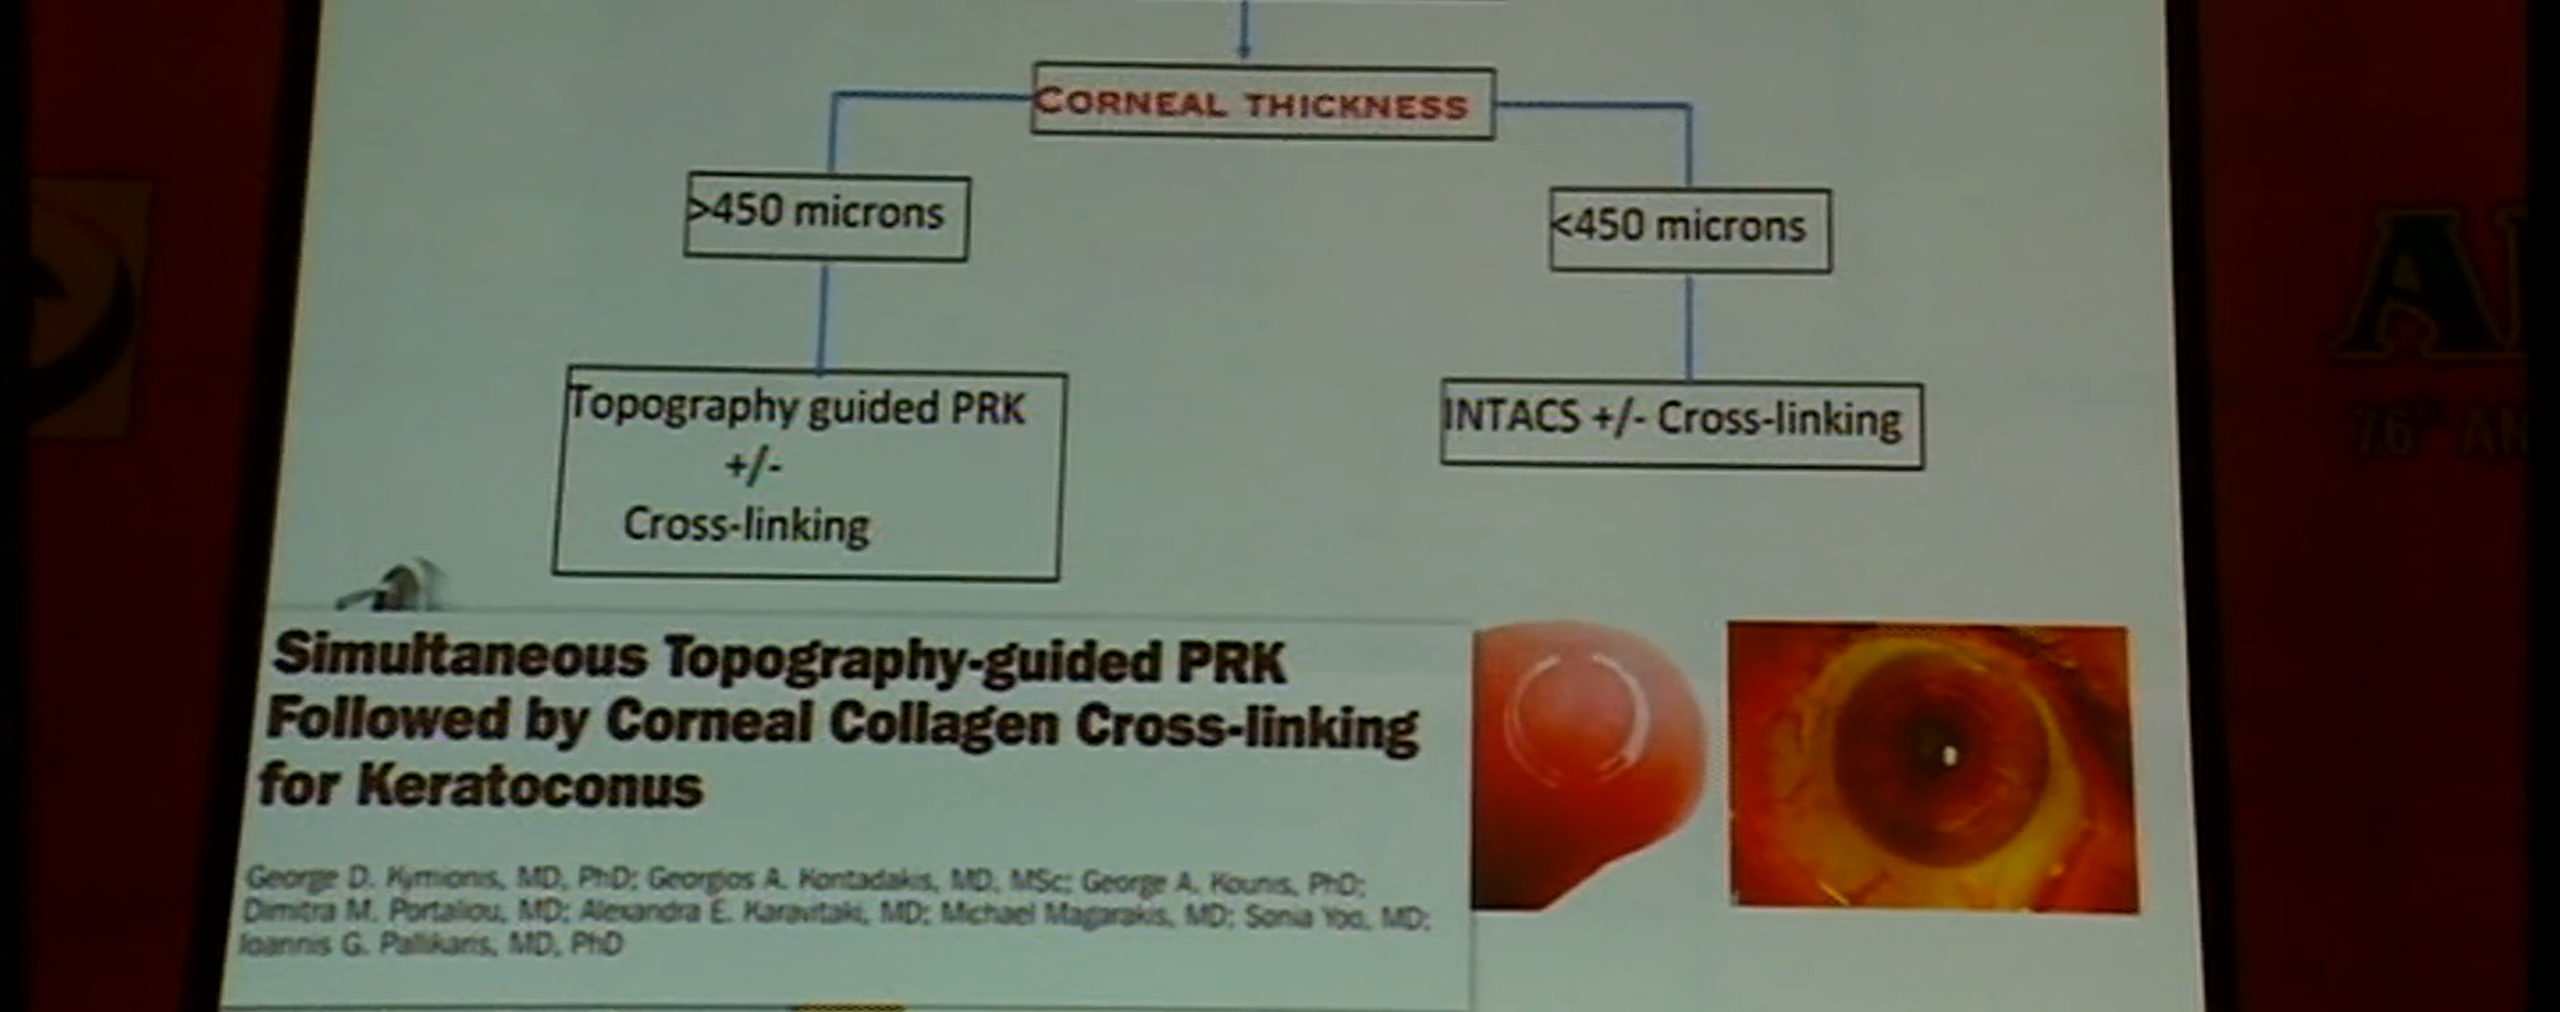 CORNEAL THICKNESS
>450 microns
<450 microns
Topography guided PRK
+/-
Cross-linking
INTACS +/- Cross-linking
Simultaneous Topography-guided PRK
Followed by Corneal Collagen Cross-linking
for Keratoconus
George D. Kymionis, MD, PhD; Georgios A. Kontadakis, MD, MSc; George A. Kounis, PhD;
Dimitra M. Portaliou, MD; Alexandra E. Karavitaki, MD; Michael Magarakis, MD; Sonia Yoo, MD;
Ioannis G. Pallikaris, MD, PhD
76